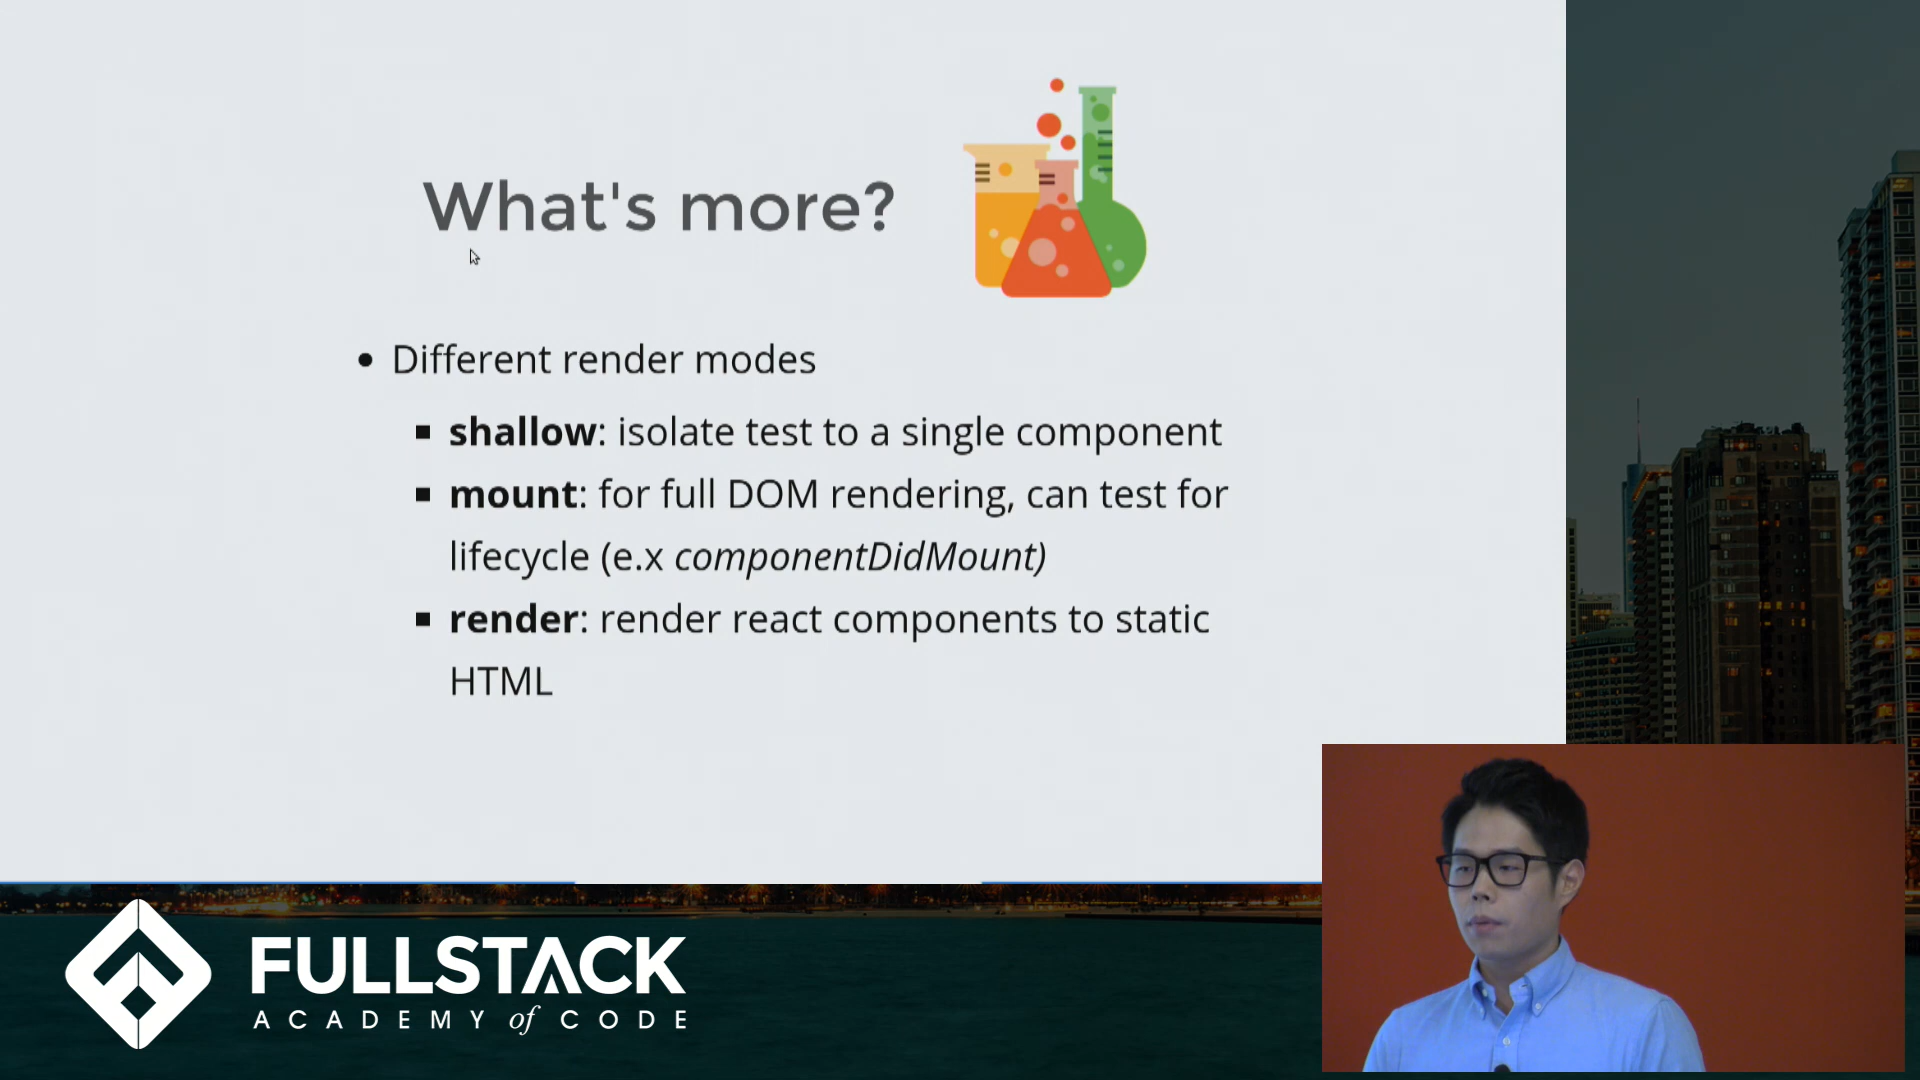 What's more?
• Different render modes
▪ shallow: isolate test to a single component
▪ mount: for full DOM rendering, can test for
lifecycle (e.x componentDidMount)
▪ render: render react components to static
HTML
FULLSTACK
ACADEMY of CODE